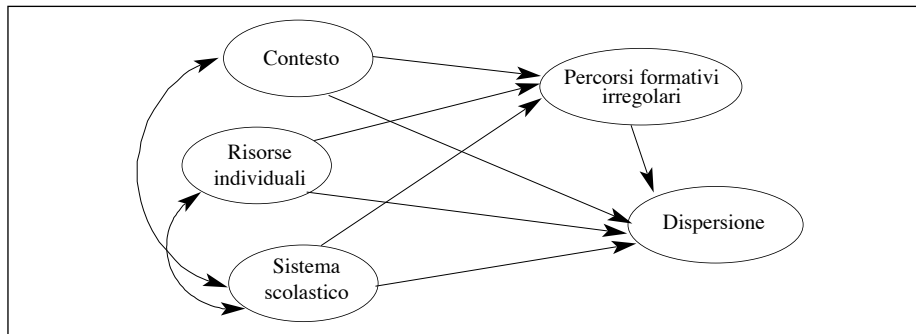 Contesto
Percorsi formativi
irregolari
Risorse
individuali
Dispersione
Sistema
scolastico